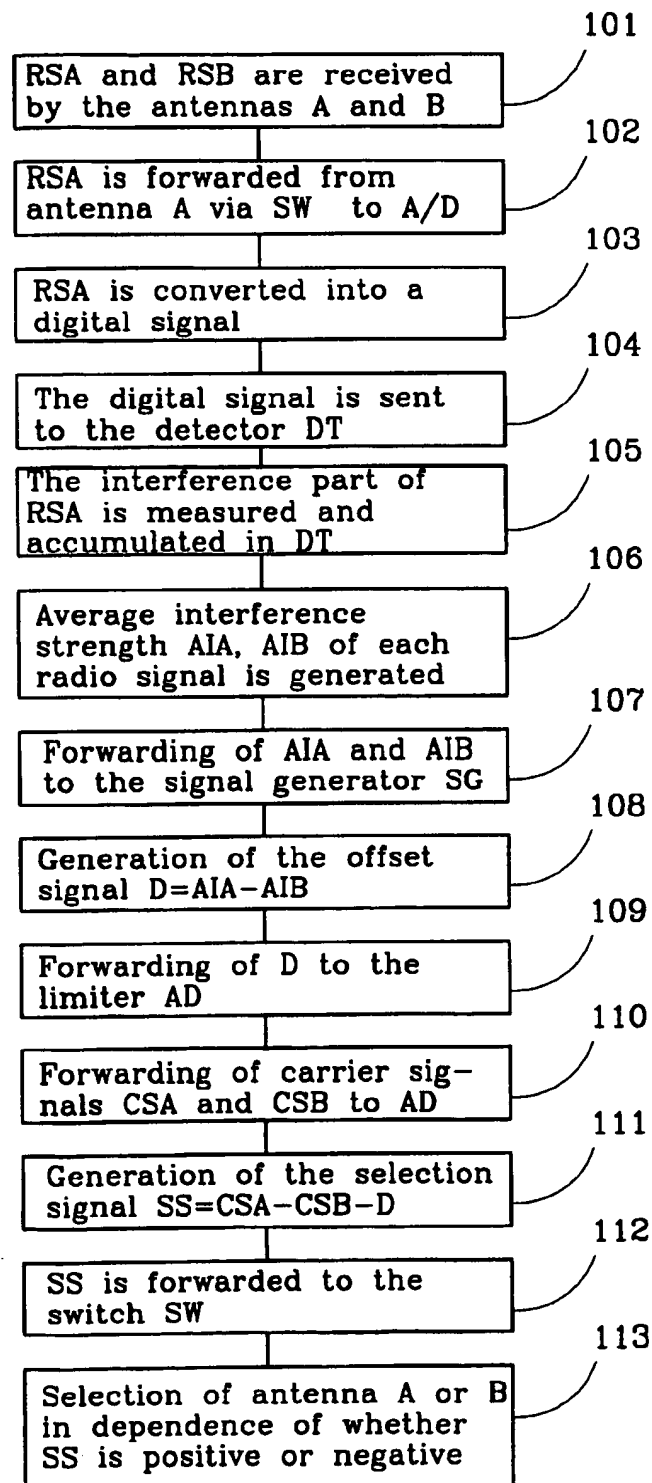 101
RSA and RSB are received
by the antennas A and B
102
RSA is forwarded from
antenna A via SW to A/D
103
RSA is converted into a
digital signal
104
The digital signal is sent
to the detector DT
105
The interference part of
RSA is measured and
accumulated in DT
106
Average interference
strength AIA, AIB of each
radio signal is generated
107
Forwarding of AIA and AIB
to the signal generator SG
108
Generation of the offset
signal D=AIA-AIB
109
Forwarding of D to the
limiter AD
110
Forwarding of carrier sig-
nals CSA and CSB to AD
111
Generation of the selection
signal SS=CSA-CSB-D
112
SS is forwarded to the
switch SW
113
Selection of antenna A or B
in dependence of whether
SS is positive or negative